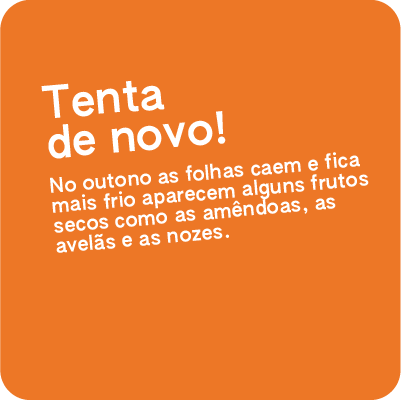 Tenta
de novo!
No outono as folhas caem e fica
mais frio aparecem alguns frutos
secos como as amêndoas, as
avelãs e as nozes.